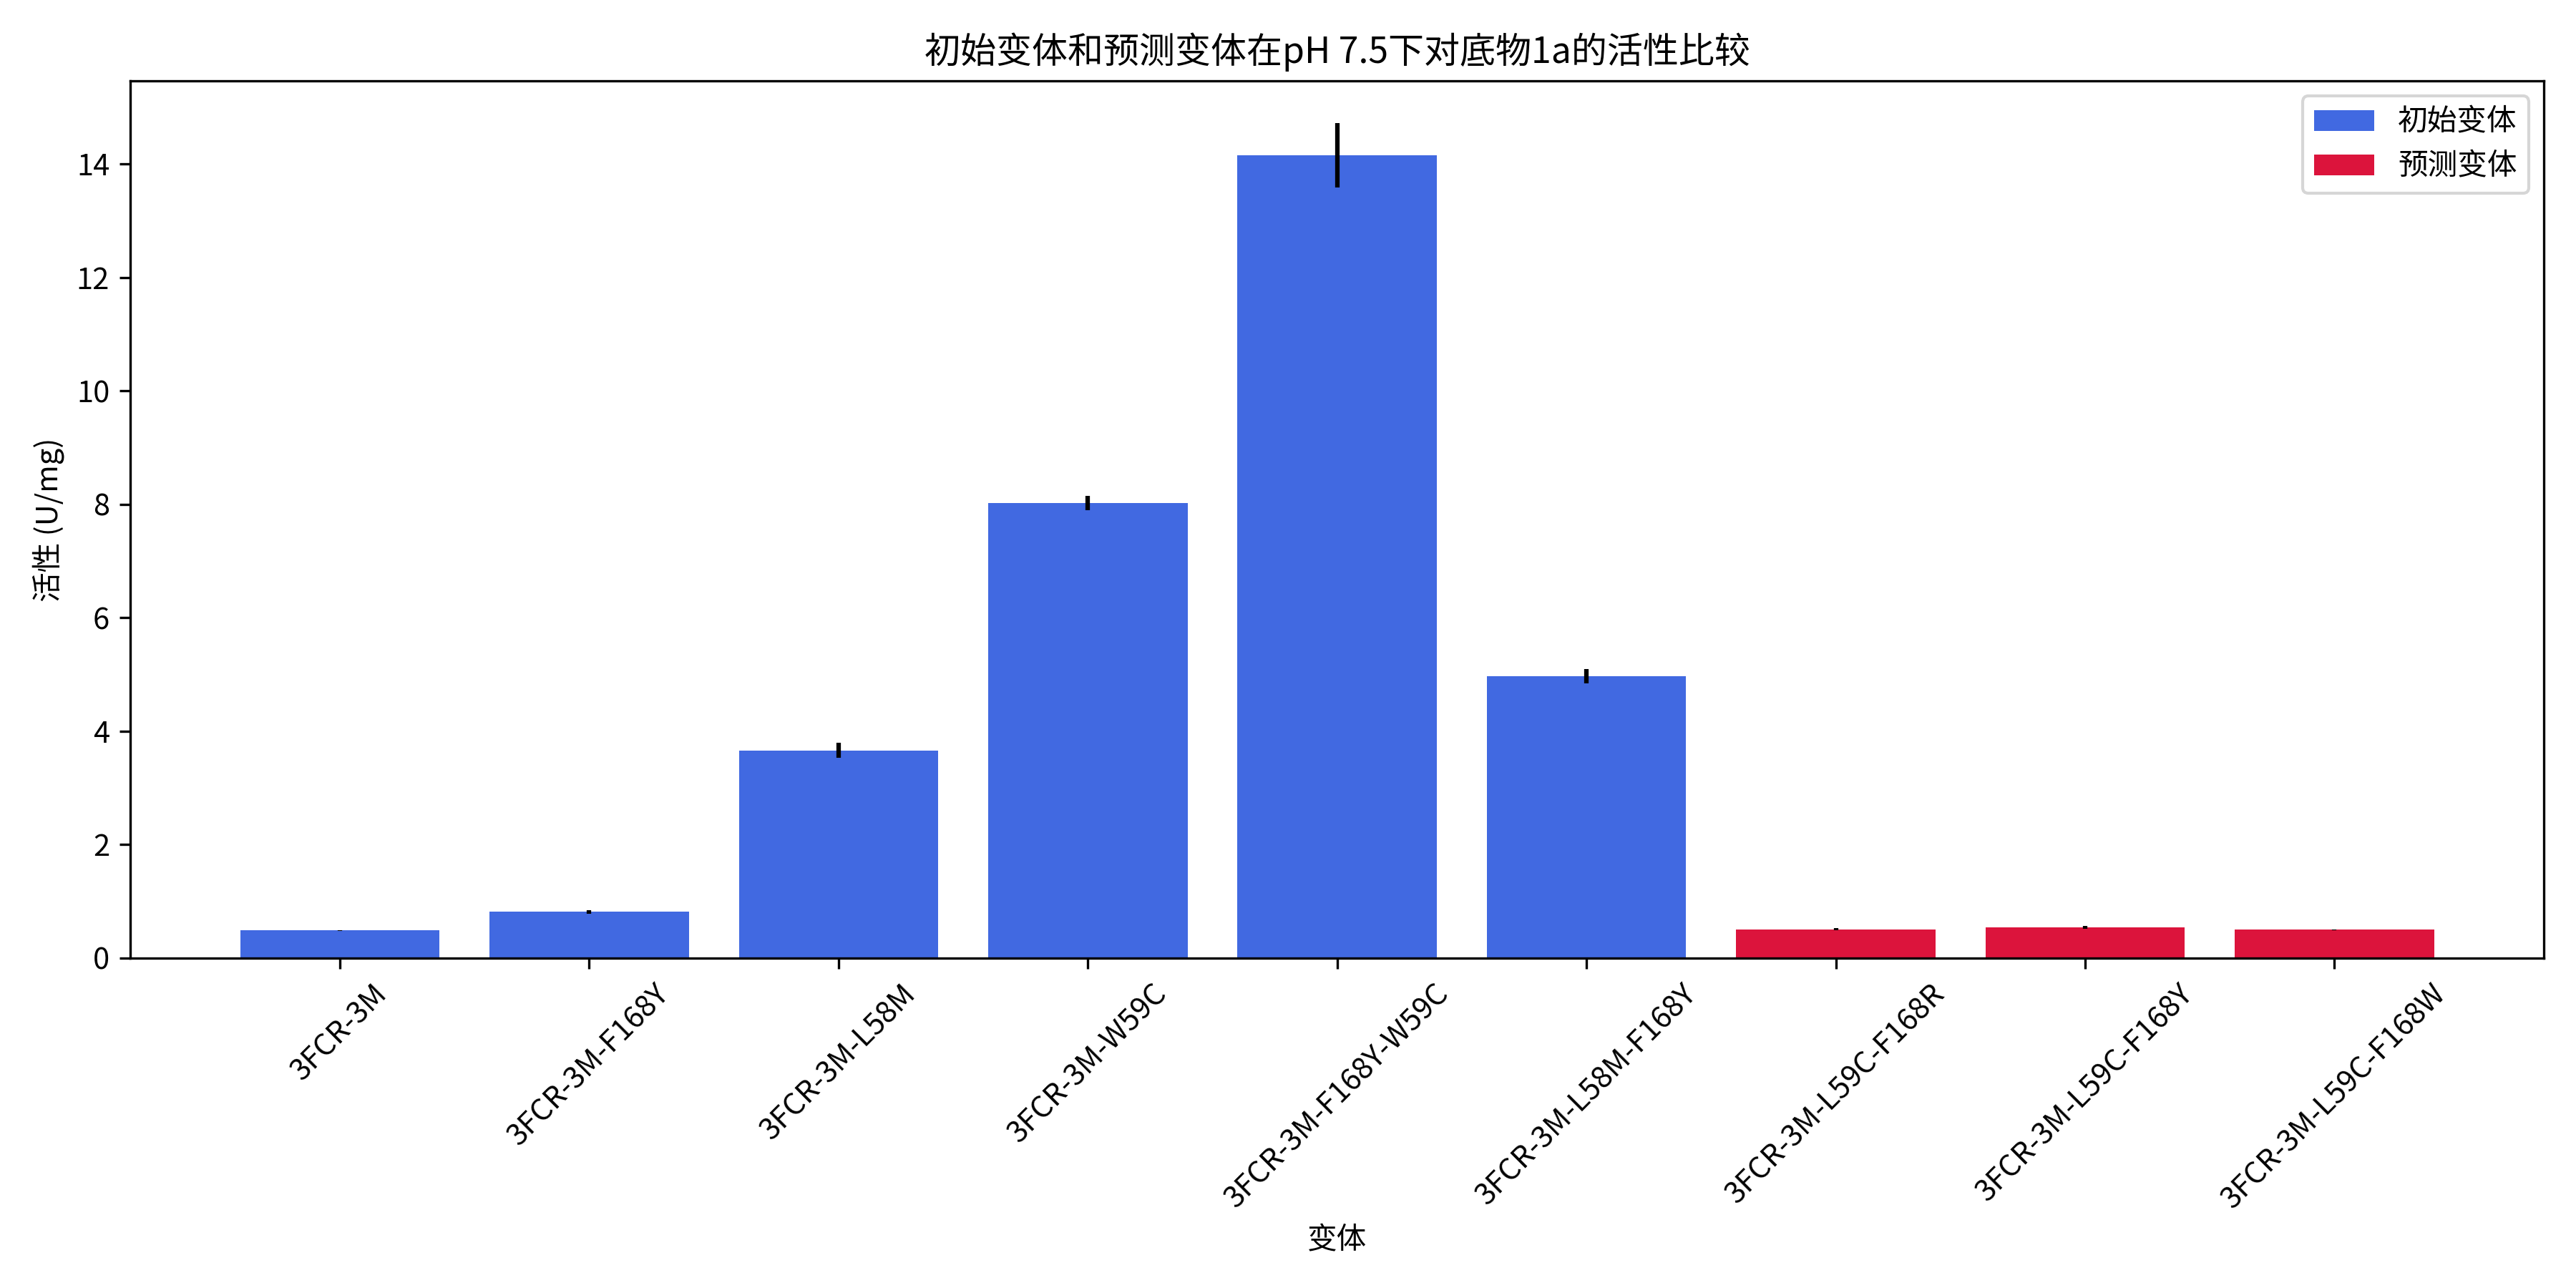 初始变体和预测变体在pH 7.5下对底物1a的活性比较
初始变体
预测变体
活性 (U/mg)
14
12
10
8
6
4
2
0
3FCR-3M
3FCR-3M-F168Y
3FCR-3M-L58M
3FCR-3M-W59C
3FCR-3M-F168Y-W59C
3FCR-3M-L58M-F168Y
3FCR-3M-L59C-F168R
3FCR-3M-L59C-F168Y
3FCR-3M-L59C-F168W
变体